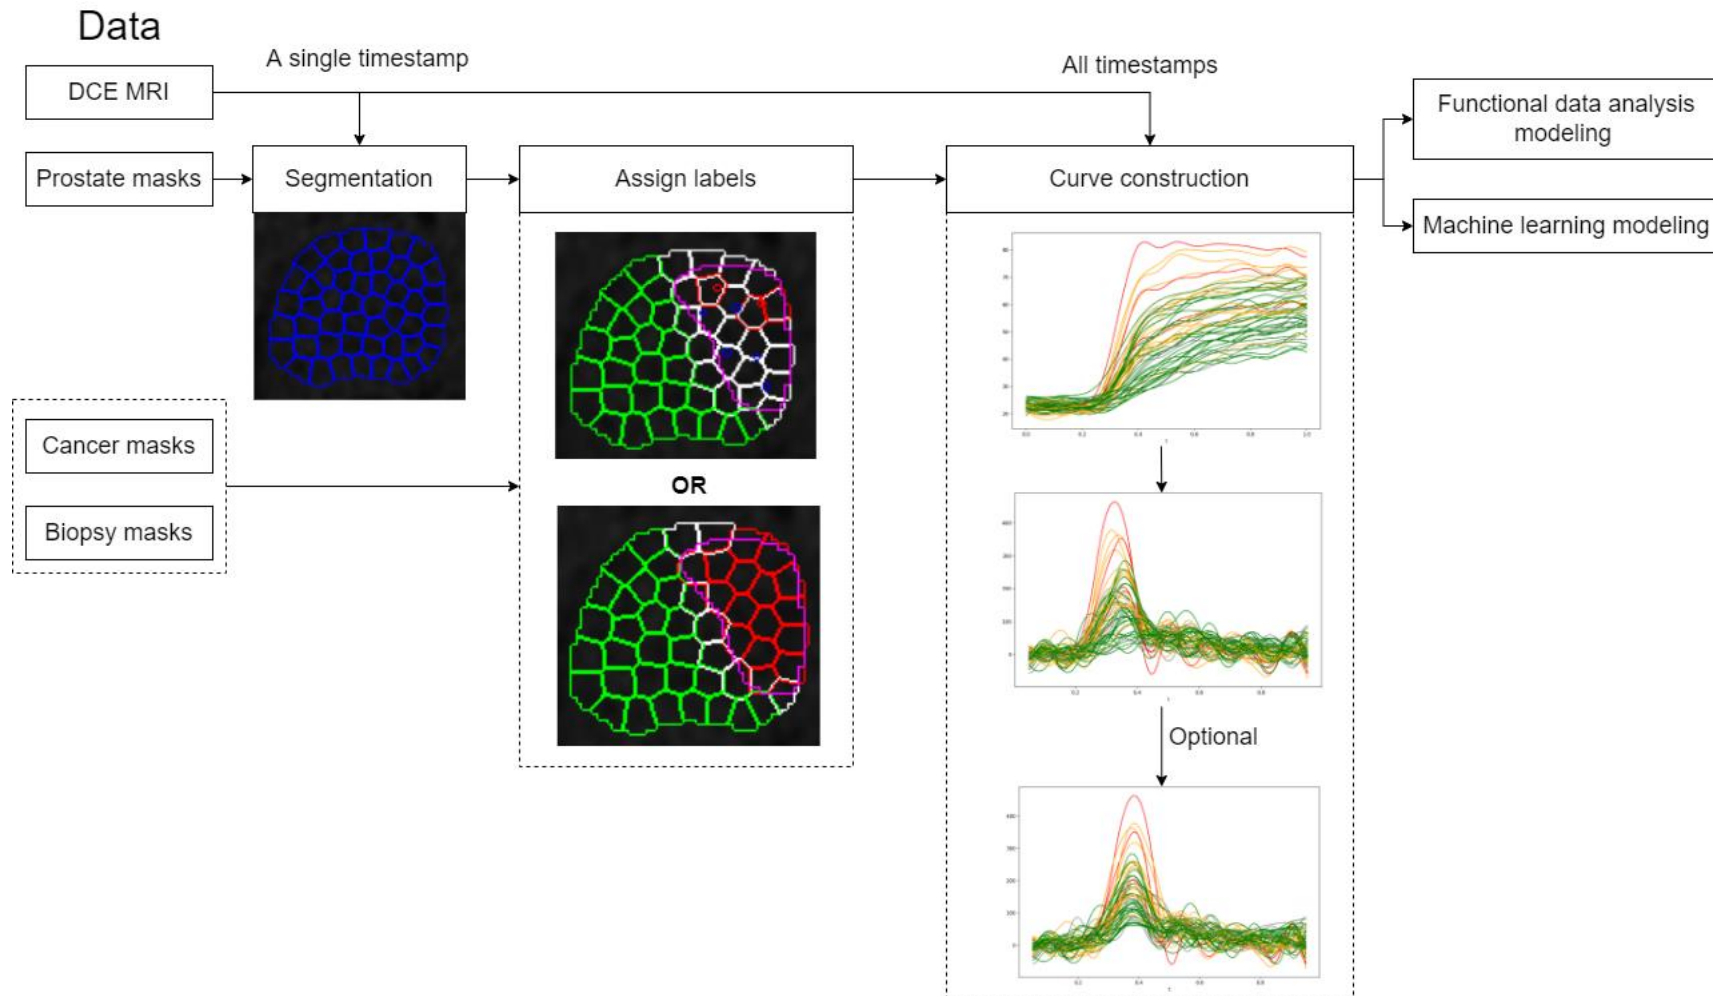 Data
A single timestamp
All timestamps
DCE MRI
Functional data analysis
modeling
Prostate masks
Segmentation
Assign labels
Curve construction
Machine learning modeling
Cancer masks
OR
Biopsy masks
Optional